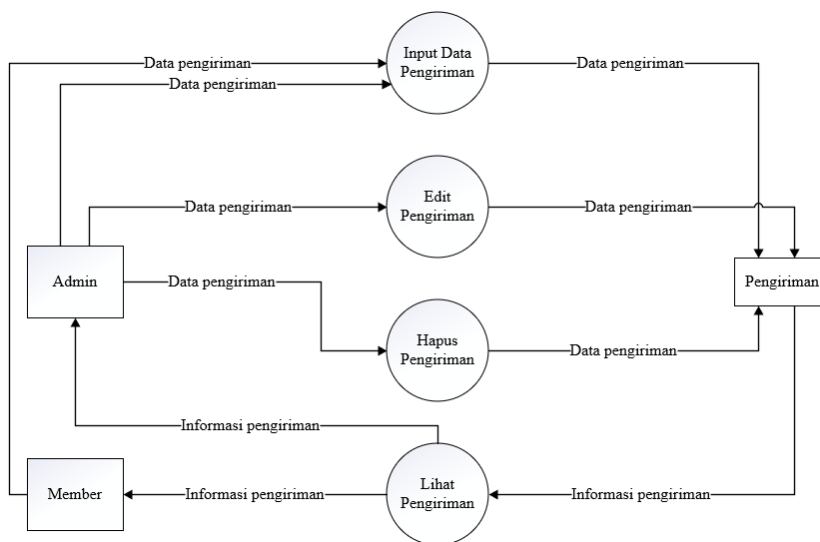 Input Data
Pengiriman
Data pengiriman
Data pengiriman
Data pengiriman
Edit
Pengiriman
Data pengiriman
Data pengiriman
Admin
Data pengiriman
Pengiriman
Hapus
Pengiriman
Data pengiriman
Informasi pengiriman
Member
Informasi pengiriman
Lihat
Pengiriman
Informasi pengiriman